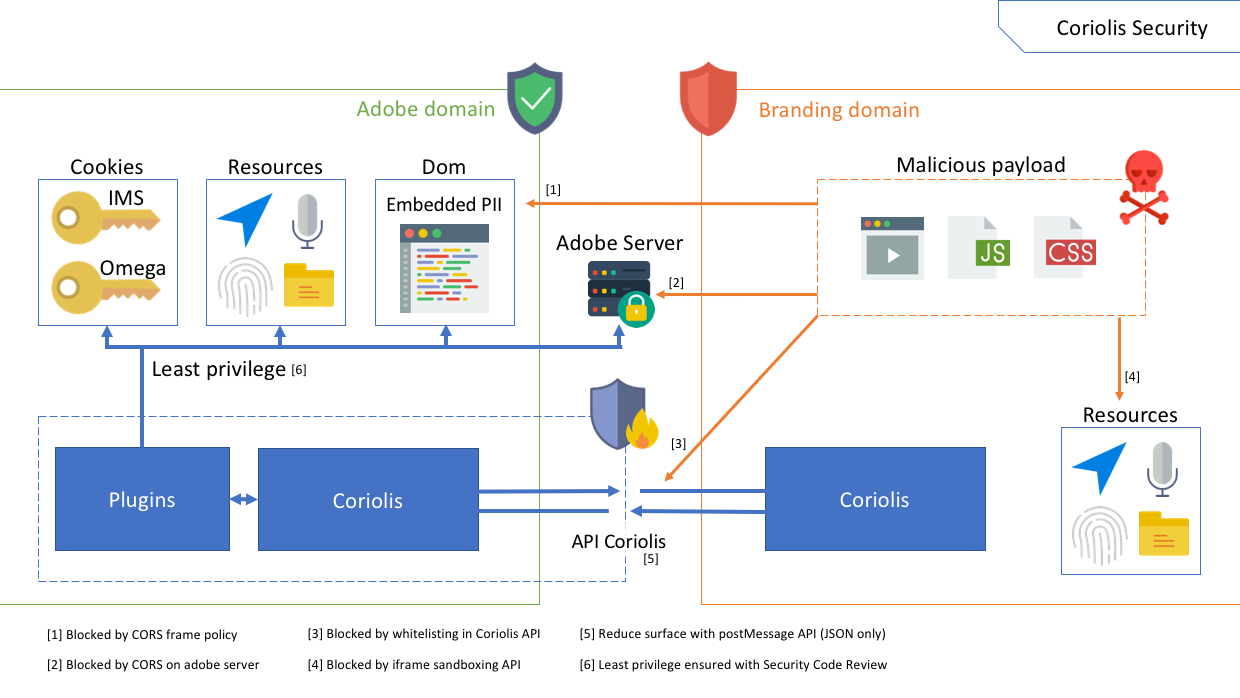 Coriolis Security
Adobe domain
Branding domain
Cookies
Resources
Dom
Malicious payload
IMS
Omega
Embedded PII
[1]
Adobe Server
[2]
JS
CSS
Least privilege [6]
[4]
Resources
[3]
Plugins
Coriolis
Coriolis
API Coriolis
[5]
[1] Blocked by CORS frame policy
[2] Blocked by CORS on adobe server
[3] Blocked by whitelisting in Coriolis API
[4] Blocked by iframe sandboxing API
[5] Reduce surface with postMessage API (JSON only)
[6] Least privilege ensured with Security Code Review